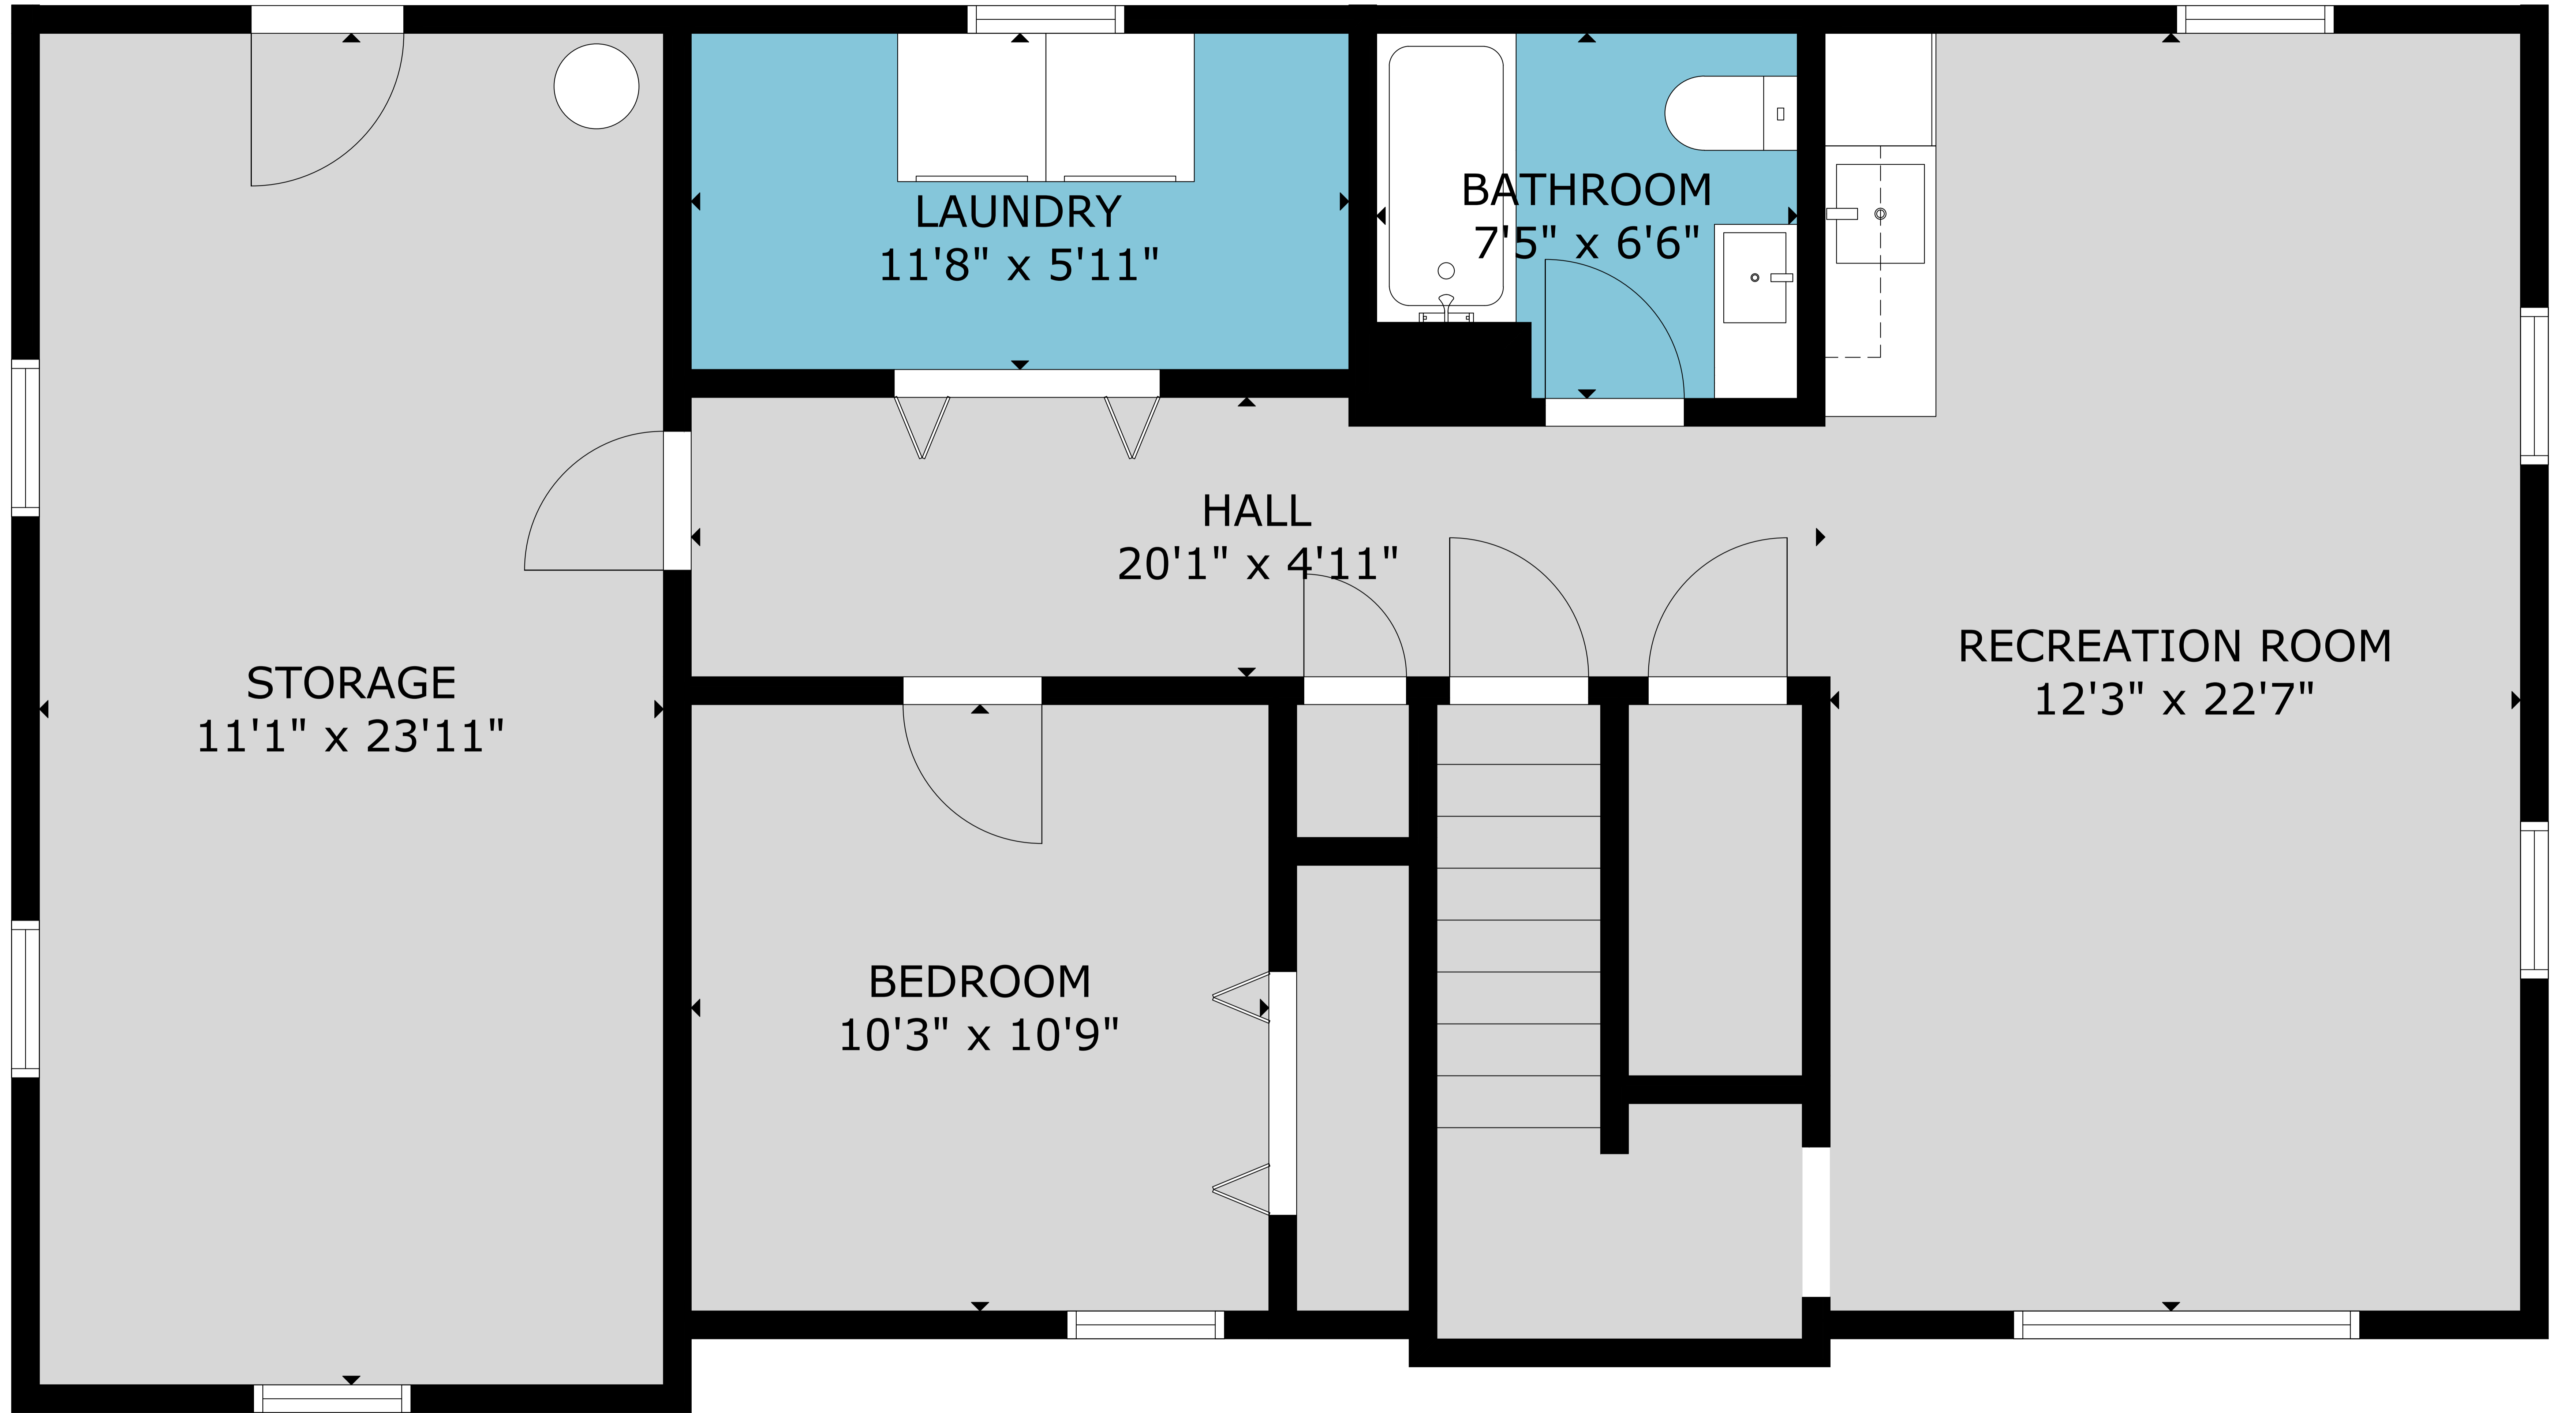 LAUNDRY
11'8" x 5'11"
BATHROOM
7'5" x 6'6"
HALL
20'1" x 4'11"
STORAGE
11'1" x 23'11"
RECREATION ROOM
12'3" x 22'7"
BEDROOM
10'3" x 10'9"